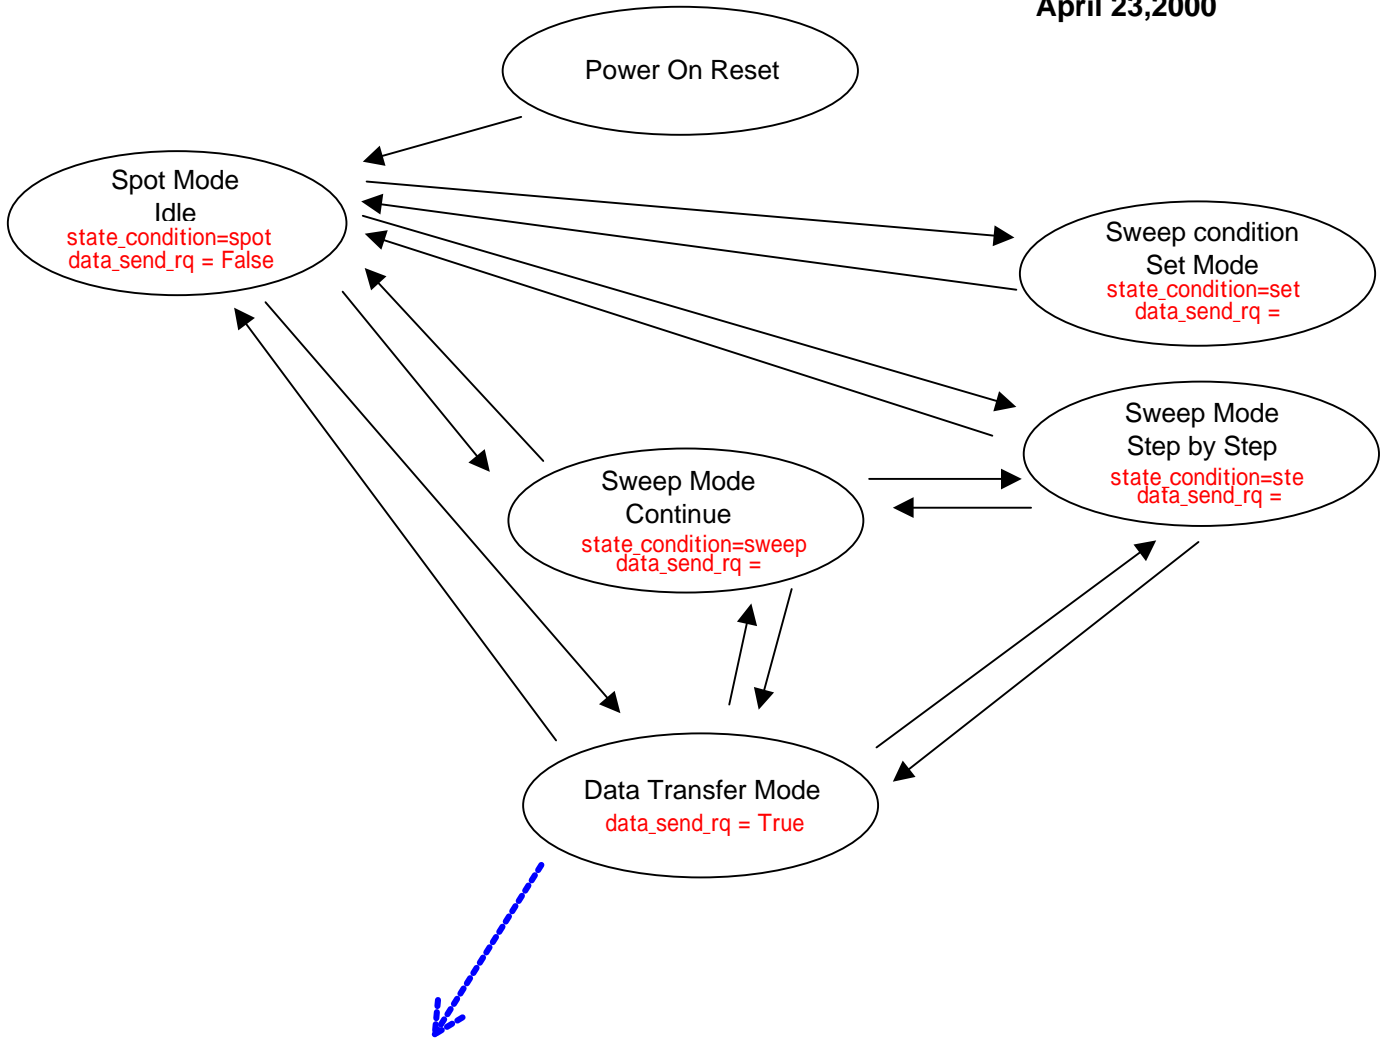 April 23,2000
Power On Reset
Spot Mode
Idle
state_condition=spot
data_send_rq = False
Sweep condition
Set Mode
state_condition=set
data_send_rq =
Sweep Mode
Step by Step
state_condition=ste
data_send_rq =
Sweep Mode
Continue
state_condition=sweep
data_send_rq =
Data Transfer Mode
data_send_rq = True